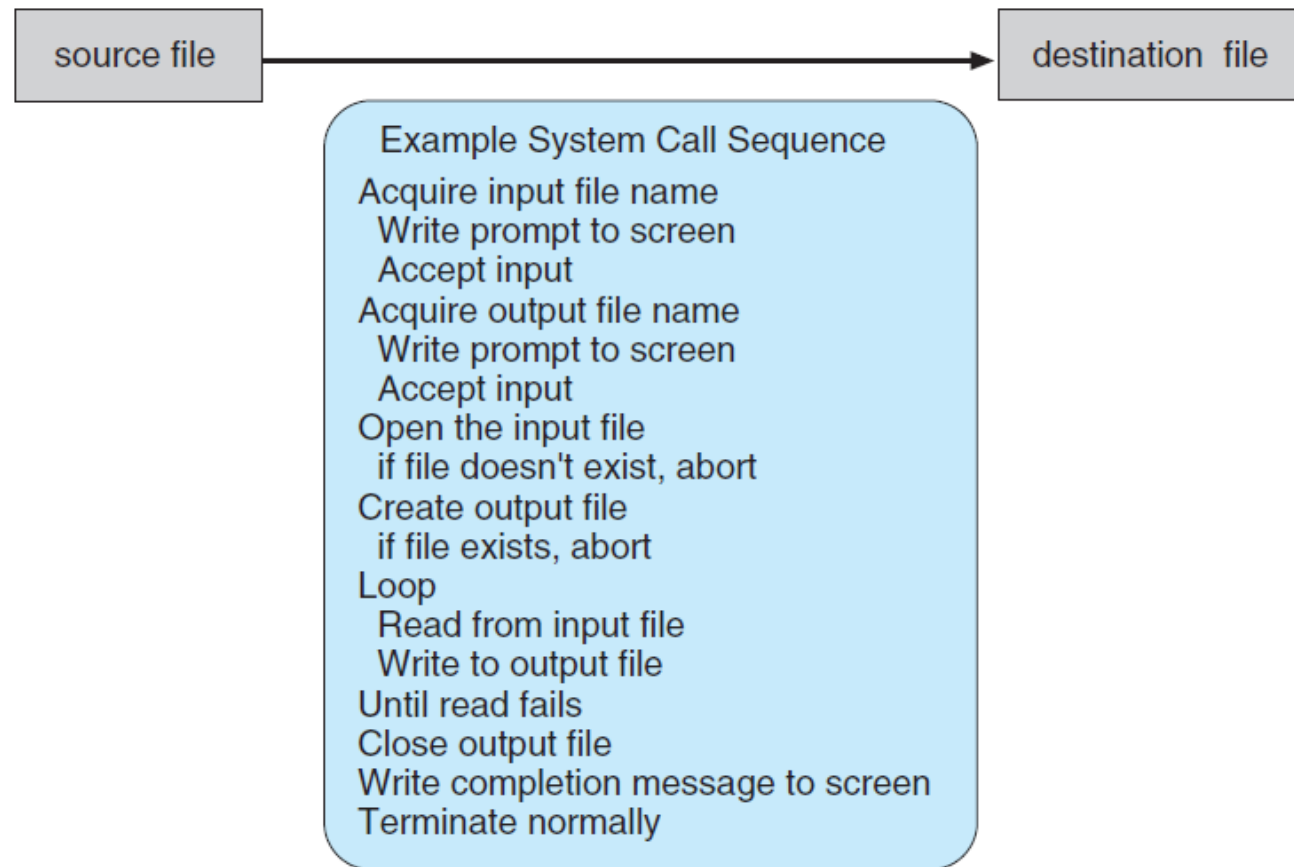 source file
destination file
Example System Call Sequence
Acquire input file name
Write prompt to screen
Accept input
Acquire output file name
Write prompt to screen
Accept input
Open the input file
if file doesn't exist, abort
Create output file
if file exists, abort
Loop
Read from input file
Write to output file
Until read fails
Close output file
Write completion message to screen
Terminate normally